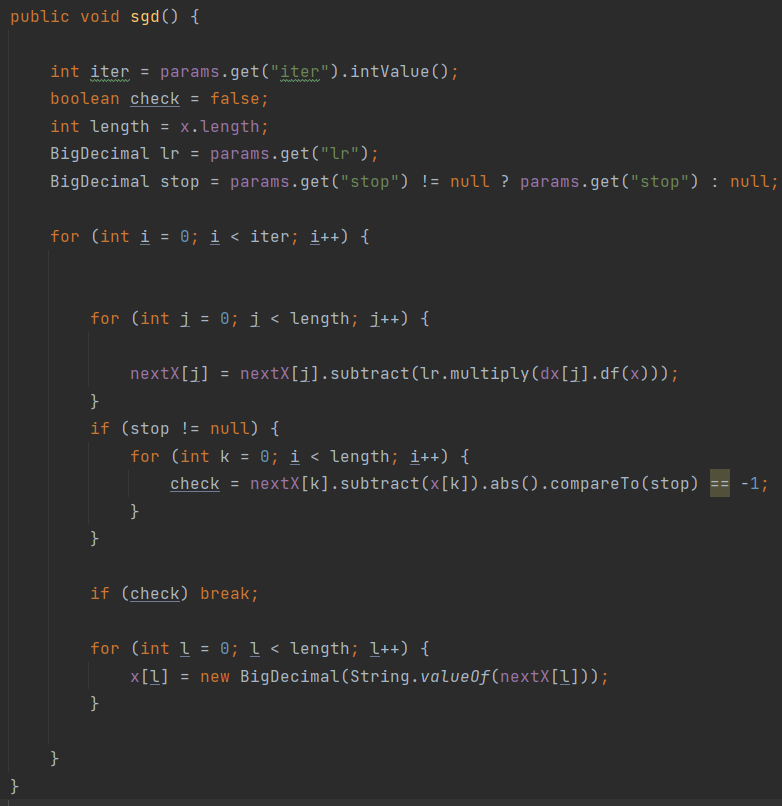 public void sgd() {
int iter = params.get("iter").intValue();
boolean check = false;
int length = x.length;
BigDecimal lr = params.get("lr");
BigDecimal stop = params.get("stop") != null ? params.get("stop") : null;
for (int i = 0; i < iter; i++) {
for (int j = 0; j < length; j++) {
nextX[j] = nextX[j].subtract(lr.multiply(dx[j].df(x)));
}
if (stop != null) {
for (int k = 0; i < length; i++) {
check = nextX[k].subtract(x[k]).abs().compareTo(stop) == -1;
}
}
if (check) break;
for (int l = 0; l < length; l++) {
x[l] = new BigDecimal(String.valueOf(nextX[l]));
}
}
}